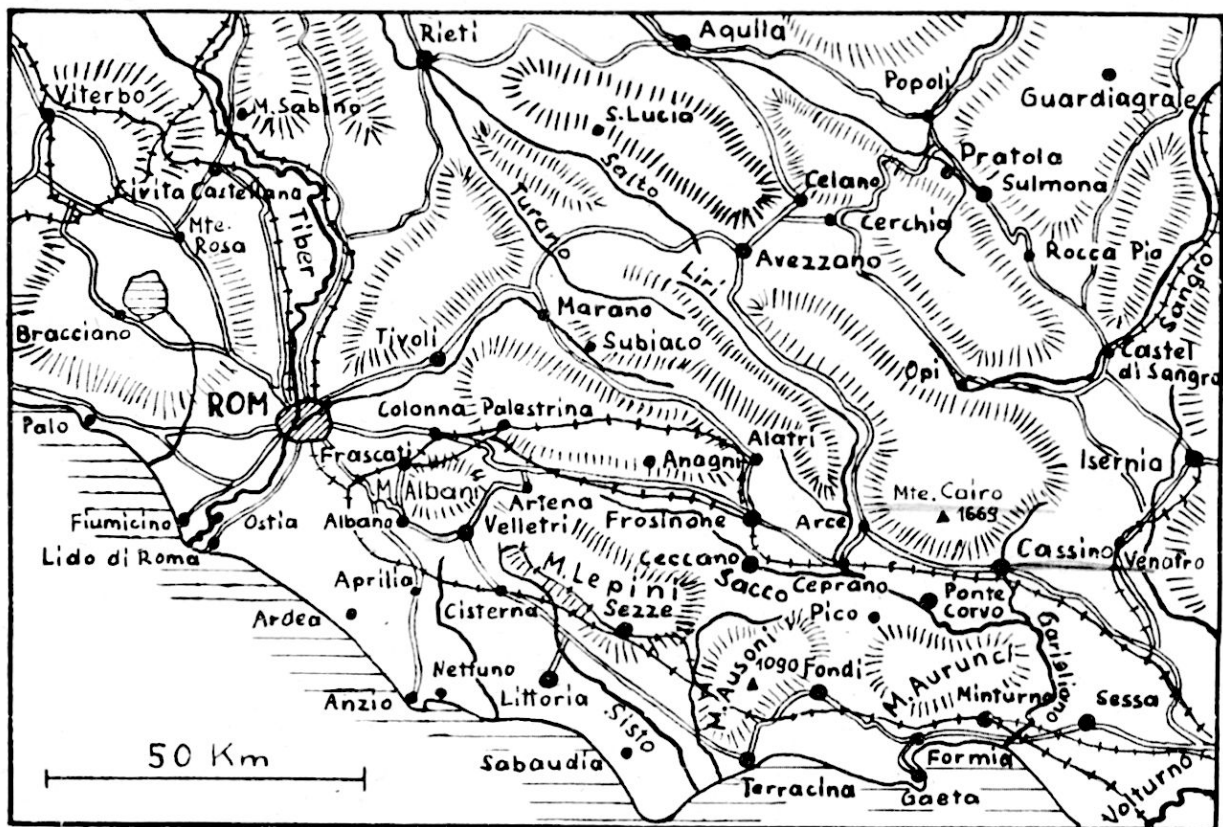 Rieti
Aquila
Viterbo
M. Sabino
Popoli
Guardiagrale
S. Lucia
Pratola
Civita Castellana
Salto
Celano
Sulmona
Tiber
Turano
Cerchia
Mte.
Rosa
Avezzano
Rocca Pia
Liri
Sangro
Bracciano
Marano
Tivoli
Subiaco
Opi
Castel
di Sangro
ROM
Palo
Colonna
Palestrina
Frascati
Alatri
Anagni
Isernia
M. Albani
Artena
Mte. Cairo
1669
Fiumicino
Ostia
Albano
Velletri
Frosinone
Arce
Lido di Roma
Ceccano
Cassino
Venafro
Aprilia
M. Lepini
Sacco
Ceprano
Ponte
Corvo
Ardea
Cisterna
Sezze
Pico
Garigliano
Nettuno
M. Ausoni
1090
Fondi
M. Aurunci
Anzio
Littoria
Minturno
Sessa
Sisto
50 Km
Sabaudia
Formia
Terracina
Gaeta
Volturno